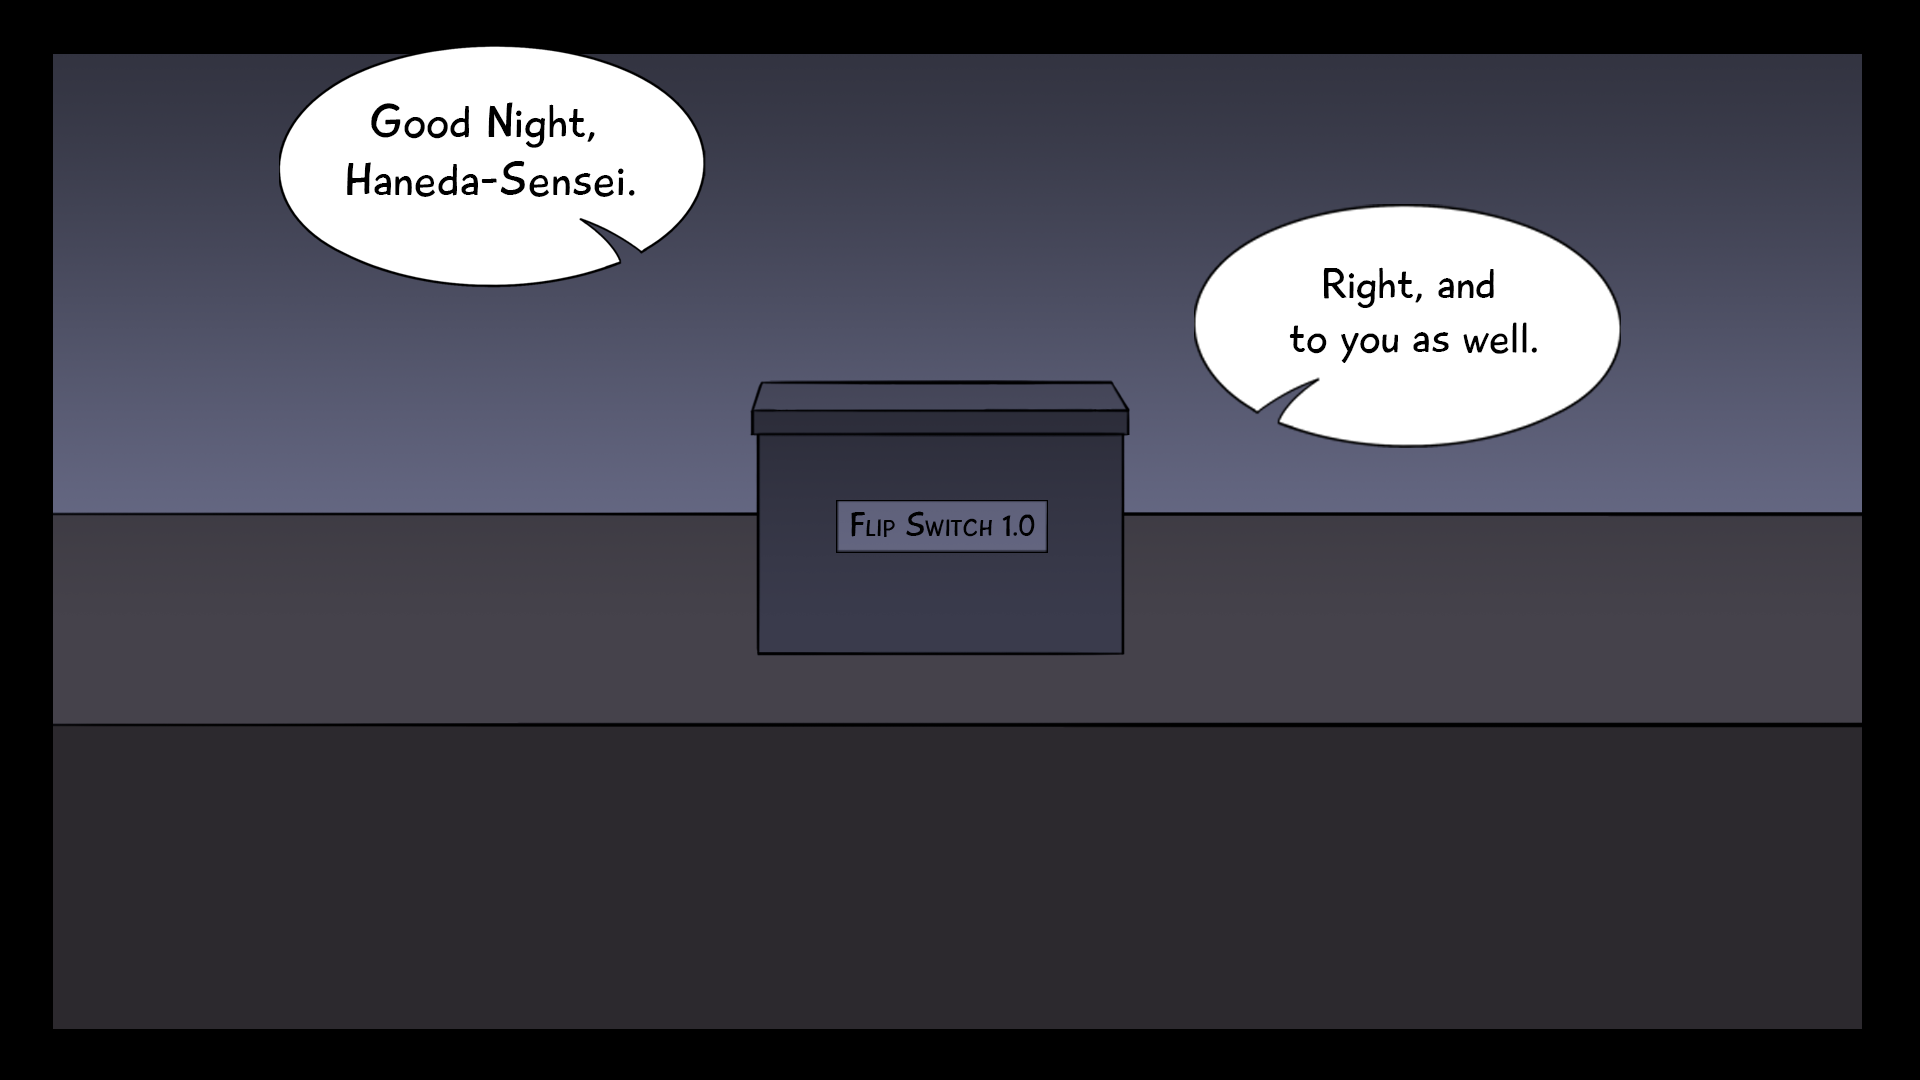 Good Night,
Haneda-Sensei.
Right, and
to you as well.
Flip Switch 1.0